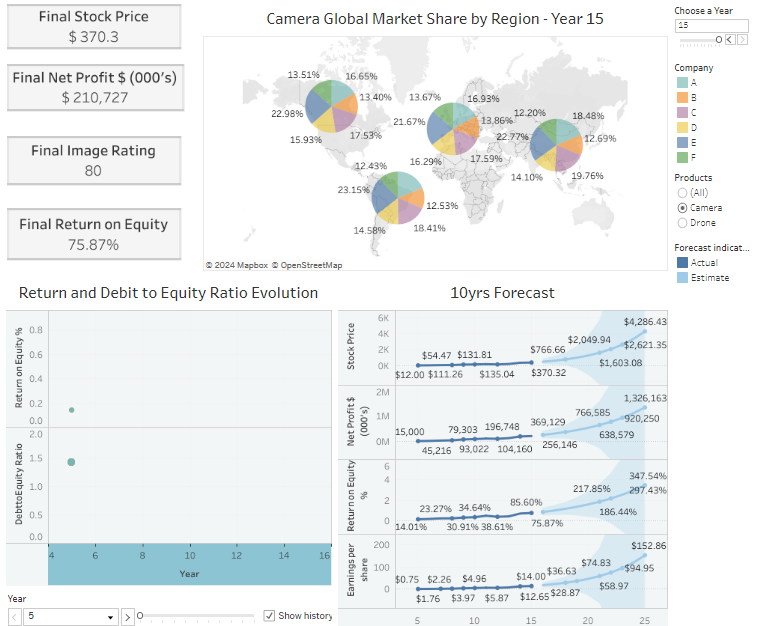 Final Stock Price
$ 370.3
Final Net Profit $ (000's)
$ 210,727
Final Image Rating
80
Final Return on Equity
75.87%
Camera Global Market Share by Region - Year 15
13.51%
16.65%
13.40%
17.53%
15.93%
22.98%
13.67%
16.93%
13.86%
17.59%
16.29%
21.67%
12.20%
18.48%
12.69%
19.76%
14.10%
22.77%
12.43%
12.53%
18.41%
14.58%
23.15%
© 2024 Mapbox © OpenStreetMap
Choose a Year
15
Company
A
B
C
D
E
F
Products
(All)
Camera
Drone
Forecast indicat...
Actual
Estimate
Return and Debit to Equity Ratio Evolution
Return on Equity %
0.8
0.6
0.4
0.2
0.0
DebttoEquity Ratio
2.0
1.5
1.0
0.5
0.0
4 6 8 10 12 14 16
Year
Year
5
Show history
10yrs Forecast
Stock Price
6K
4K
2K
0K
$12.00 $54.47 $111.26 $131.81 $135.04 $766.66 $370.32 $2,049.94 $1,603.08 $4,286.43 $2,621.35
Net Profit $
(000's)
2M
1M
0M
15,000 45,216 79,303 93,022 196,748 104,160 369,129 256,146 766,585 638,579 1,326,163 920,250
Return on Equity
%
6
4
2
0
14.01% 23.27% 30.91% 34.64% 38.61% 85.60% 75.87% 217.85% 186.44% 347.54% 297.43%
Earnings per
share
200
100
0
$0.75 $1.76 $2.26 $3.97 $4.96 $5.87 $14.00 $12.65 $36.63 $28.87 $74.83 $58.97 $152.86 $94.95
5 10 15 20 25